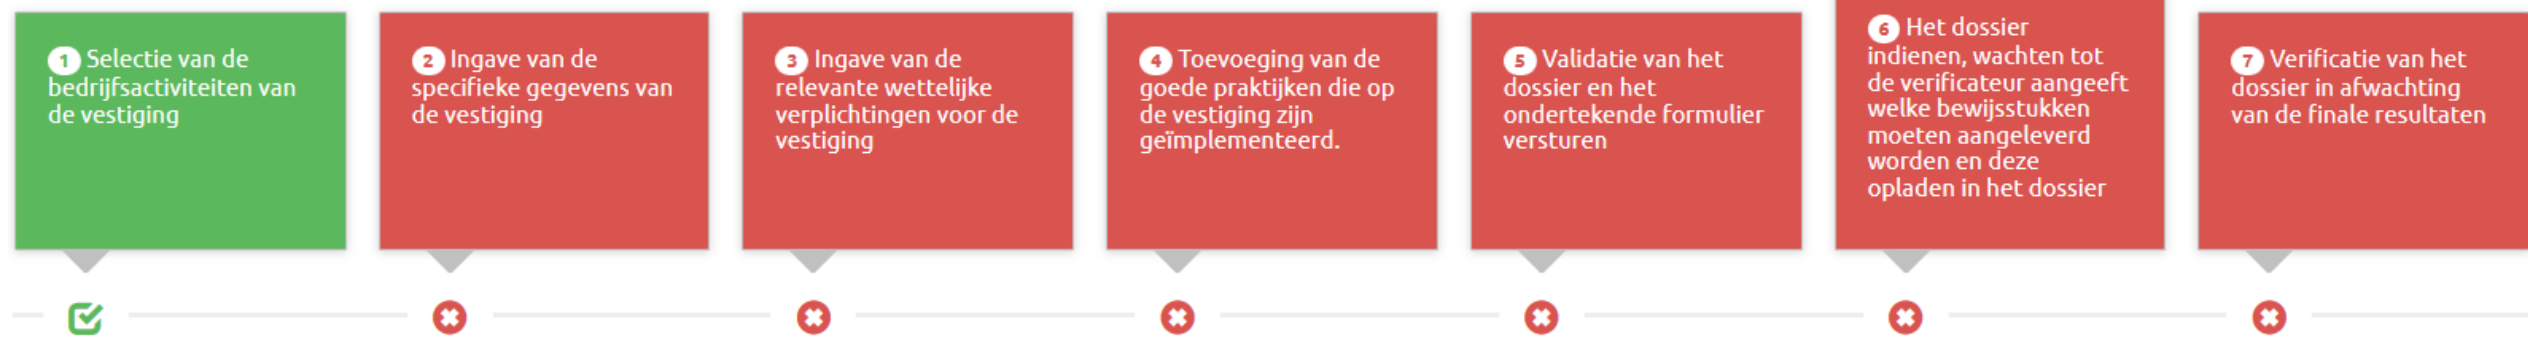 1 Selectie van de
bedrijfsactiviteiten van
de vestiging
2 Ingave van de
specifieke gegevens van
de vestiging
3 Ingave van de
relevante wettelijke
verplichtingen voor de
vestiging
4 Toevoeging van de
goede praktijken die op
de vestiging zijn
geïmplementeerd.
5 Validatie van het
dossier en het
ondertekende formulier
versturen
6 Het dossier
indienen, wachten tot
de verificateur aangeeft
welke bewijsstukken
moeten aangeleverd
worden en deze
opladen in het dossier
7 Verificatie van het
dossier in afwachting
van de finale resultaten